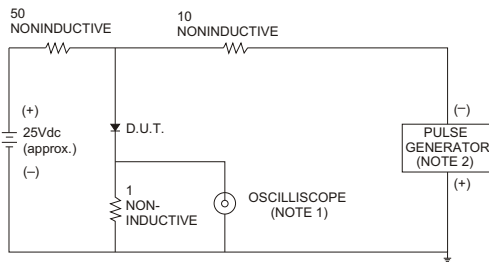 50
NONINDUCTIVE
10
NONINDUCTIVE
(+)
25Vdc
(approx.)
(–)
D.U.T.
1
NON-
INDUCTIVE
OSCILLISCOPE
(NOTE 1)
(–)
PULSE
GENERATOR
(NOTE 2)
(+)